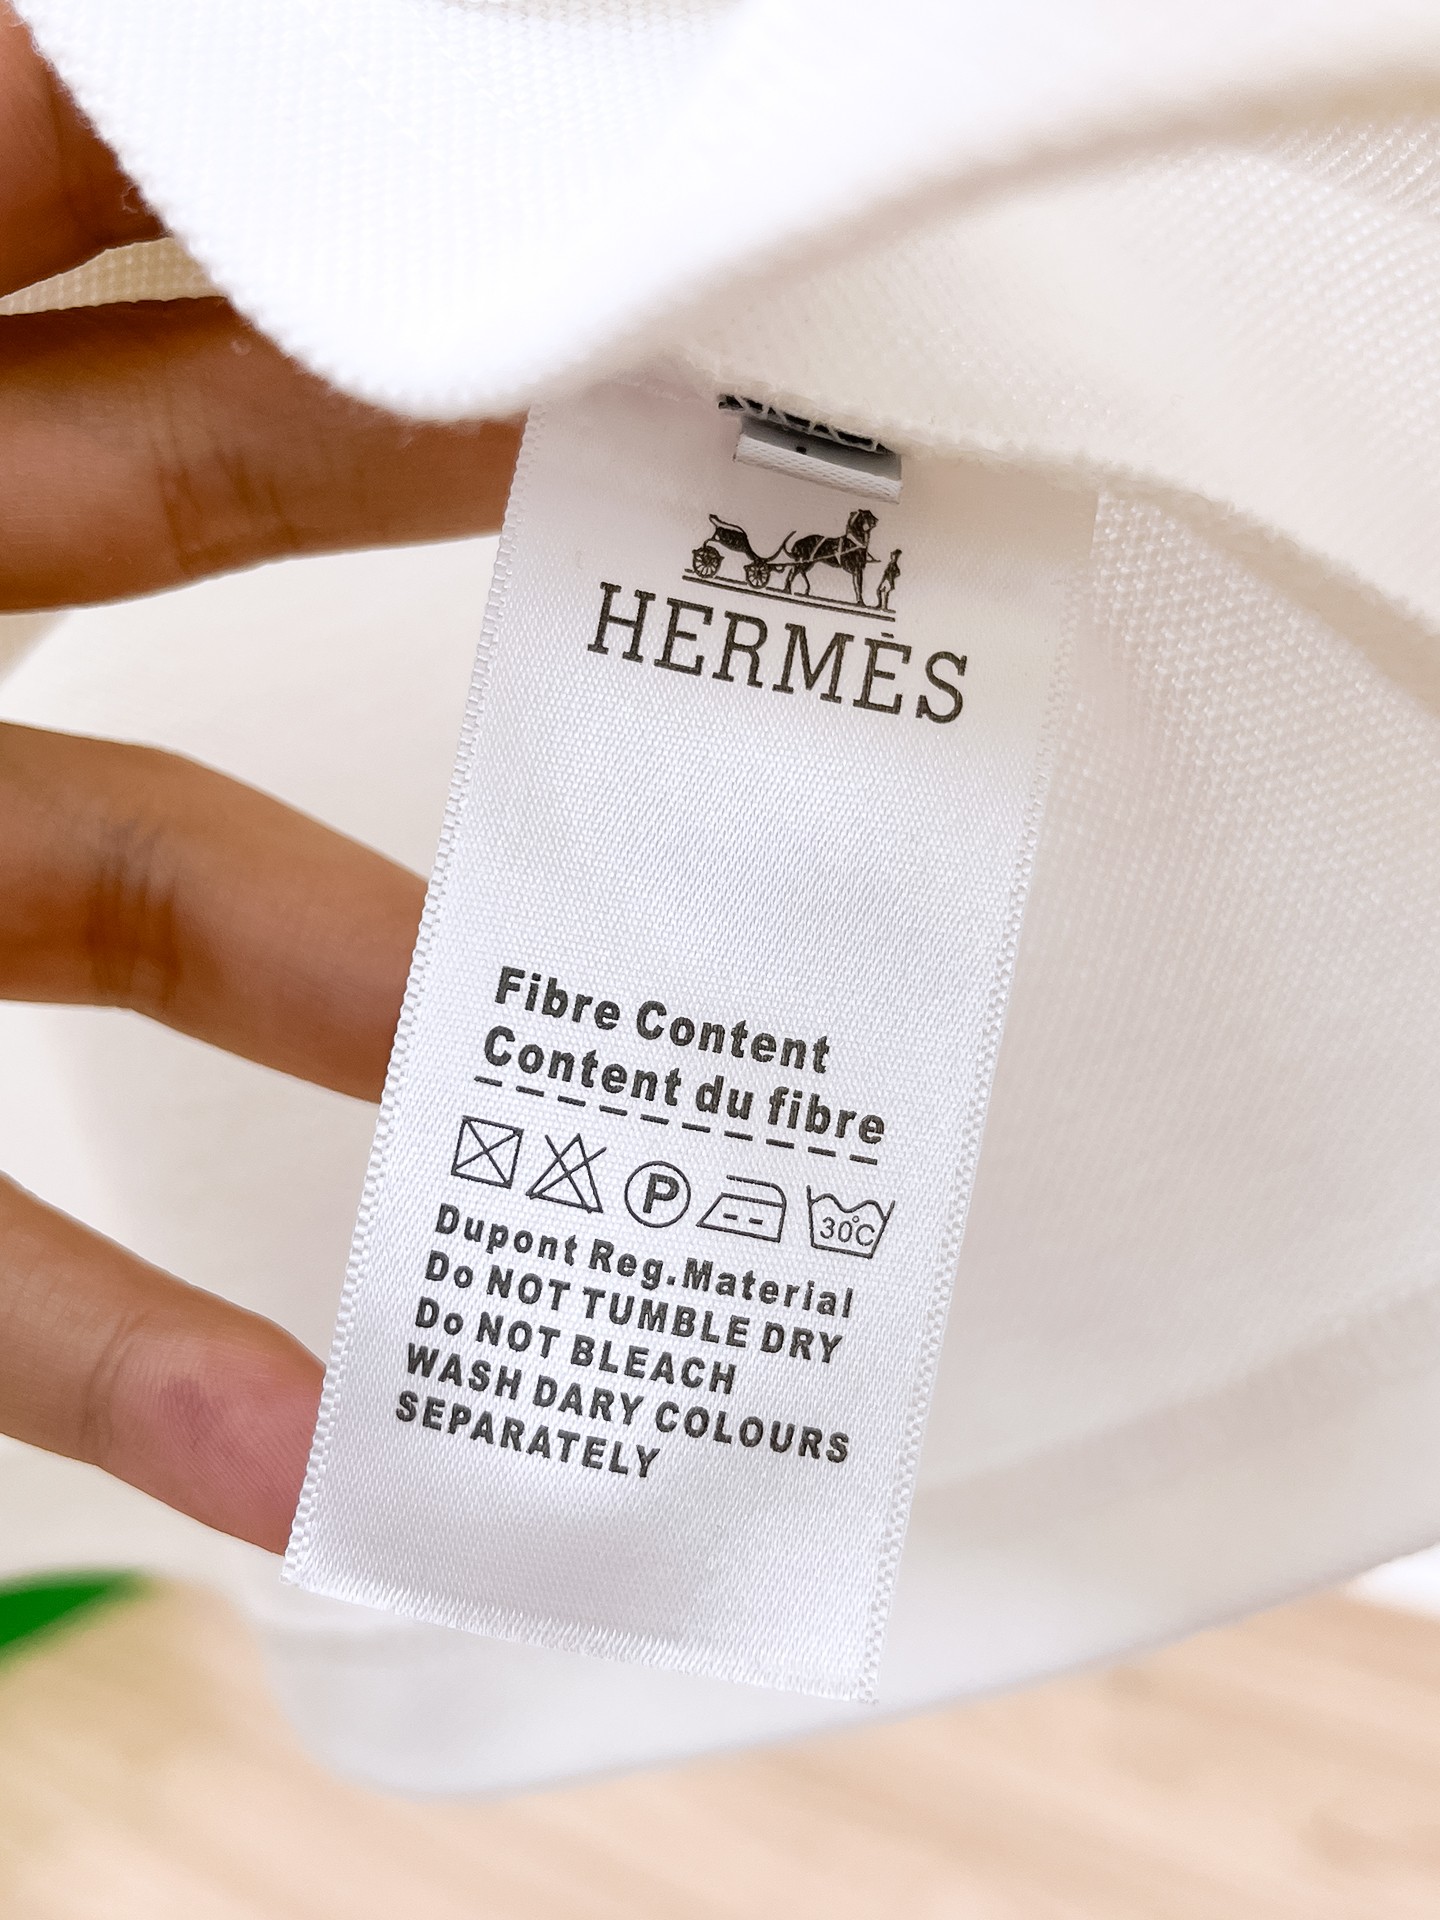 HERMÈS
Fibre Content
Content du fibre
P
30°C
Dupont Reg.Material
Do NOT TUMBLE DRY
Do NOT BLEACH
WASH DARY COLOURS
SEPARATELY